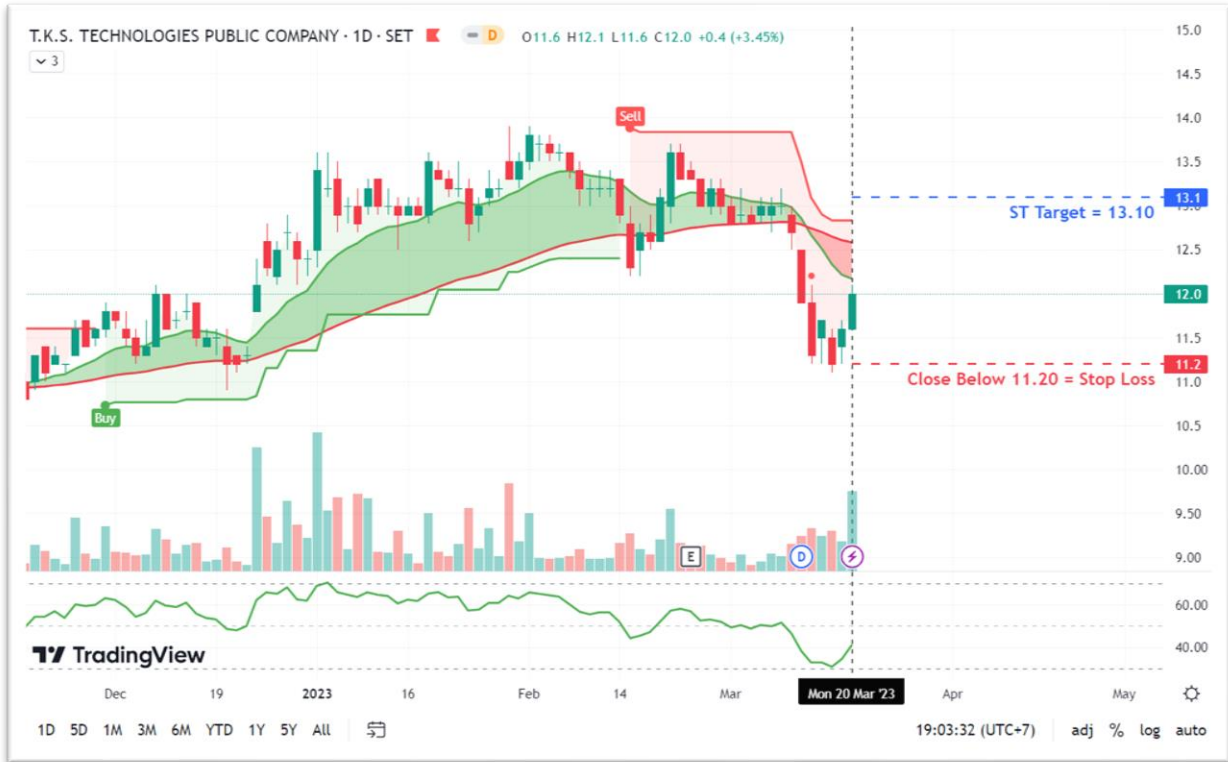 T.K.S. TECHNOLOGIES PUBLIC COMPANY · 1D · SET D O11.6 H12.1 L11.6 C12.0 +0.4 (+3.45%)
3
15.0
14.5
Sell
14.0
13.5
13.1
13.0
ST Target = 13.10
12.5
12.0
11.5
11.2
Close Below 11.20 = Stop Loss
11.0
Buy
10.5
10.00
9.50
E D
9.00
60.00
40.00
TradingView
Dec 19 2023 16 Feb 14 Mar Mon 20 Mar '23 Apr May
1D 5D 1M 3M 6M YTD 1Y 5Y All 19:03:32 (UTC+7) adj % log auto